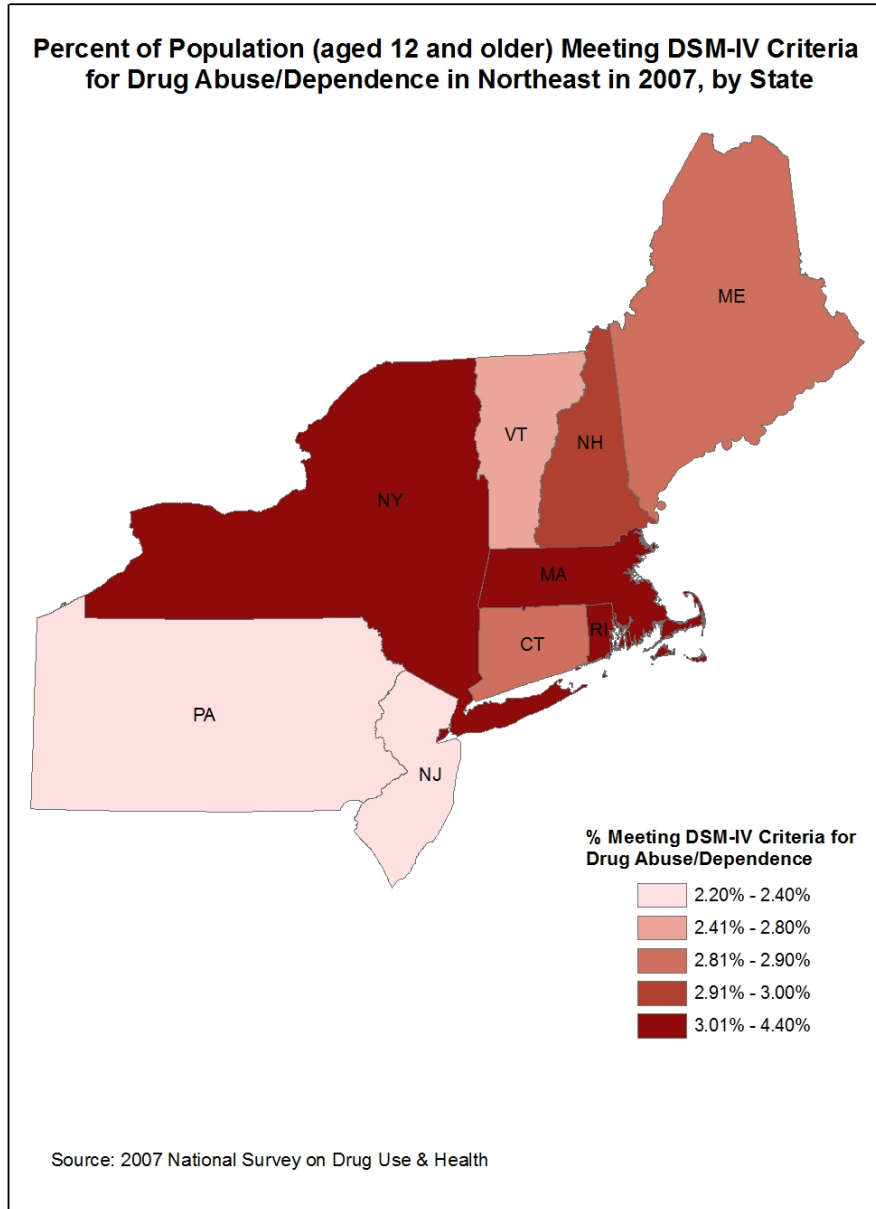 Percent of Population (aged 12 and older) Meeting DSM-IV Criteria
for Drug Abuse/Dependence in Northeast in 2007, by State
ME
VT
NH
NY
MA
RI
CT
PA
NJ
% Meeting DSM-IV Criteria for
Drug Abuse/Dependence
2.20% - 2.40%
2.41% - 2.80%
2.81% - 2.90%
2.91% - 3.00%
3.01% - 4.40%
Source: 2007 National Survey on Drug Use & Health